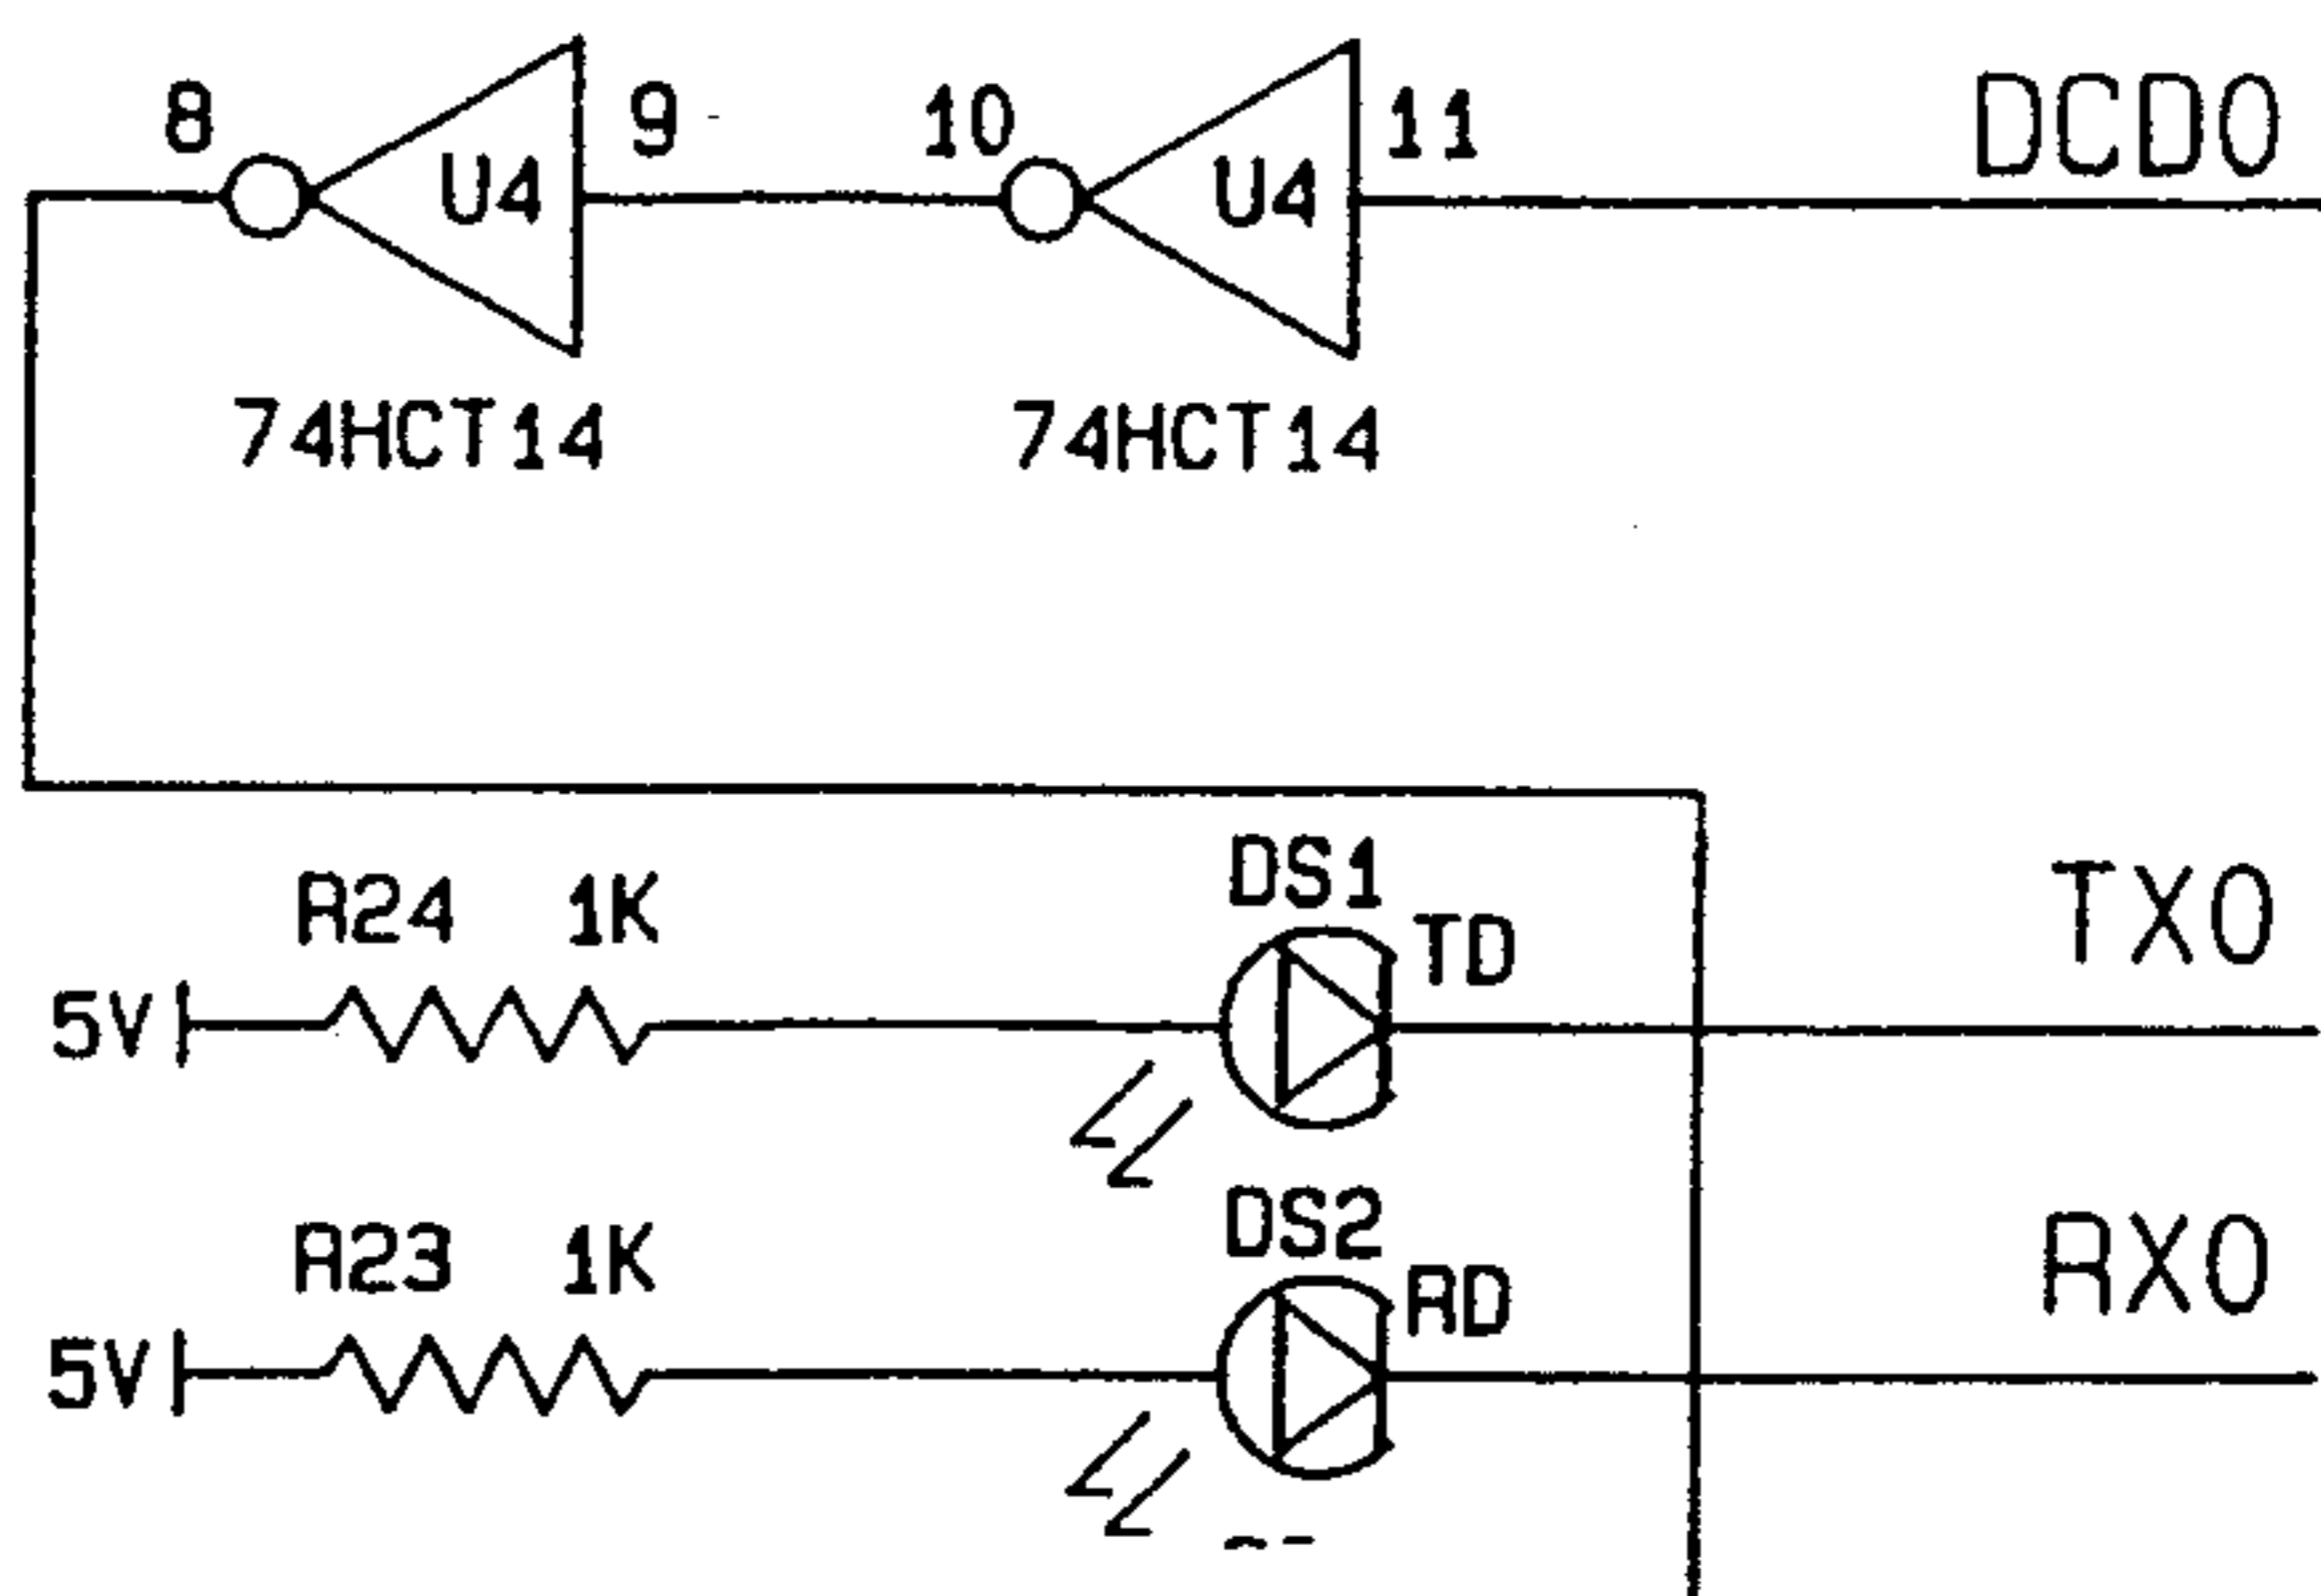 8 9 10 11 DCD0
U4 U4
74HCT14 74HCT14
DS1
R24 1K TD TX0
5V
DS2
R23 1K RD RX0
5V